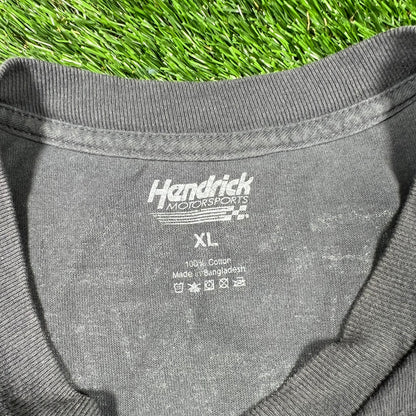 Hendrick
MOTORSPORTS
XL
100% Cotton
Made in Bangladesh